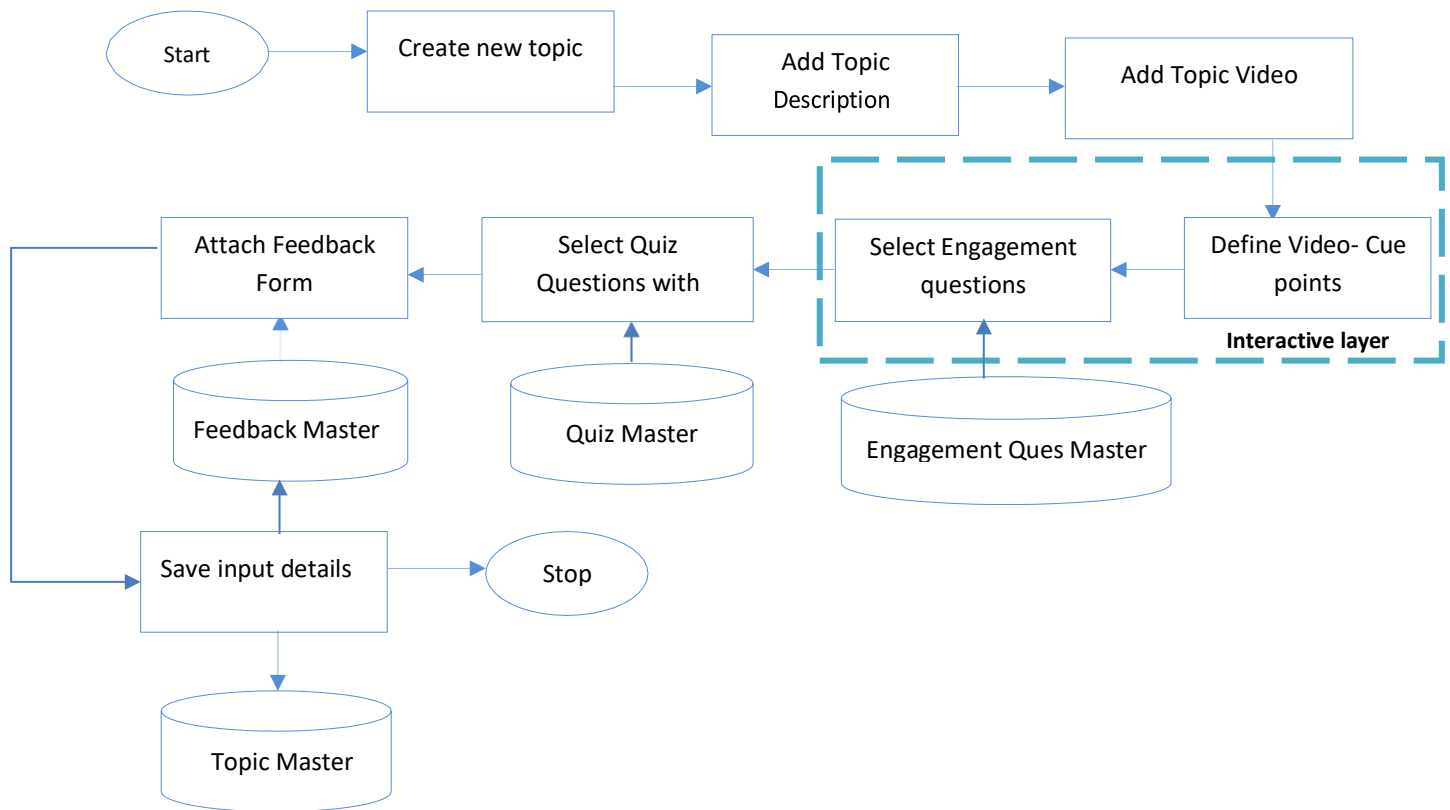 Start
Create new topic
Add Topic
Description
Add Topic Video
Attach Feedback
Form
Select Quiz
Questions with
Select Engagement
questions
Define Video- Cue
points
Interactive layer
Feedback Master
Quiz Master
Engagement Ques Master
Save input details
Stop
Topic Master